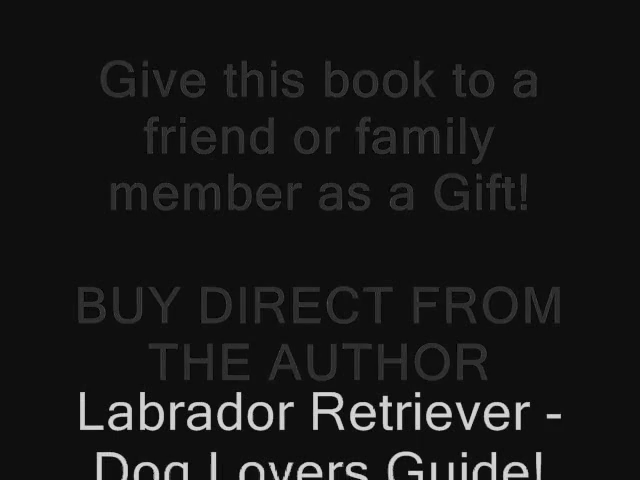 Give this book to a
friend or family
member as a Gift!
BUY DIRECT FROM
THE AUTHOR
Labrador Retriever -
Dog Lovers Guide!